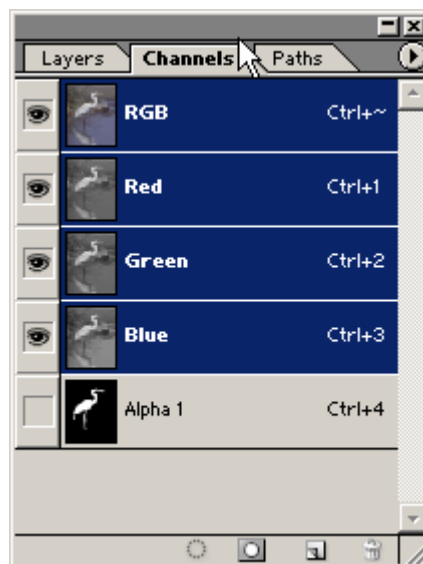 Layers Channels Paths
RGB Ctrl+~
Red Ctrl+1
Green Ctrl+2
Blue Ctrl+3
Alpha 1 Ctrl+4